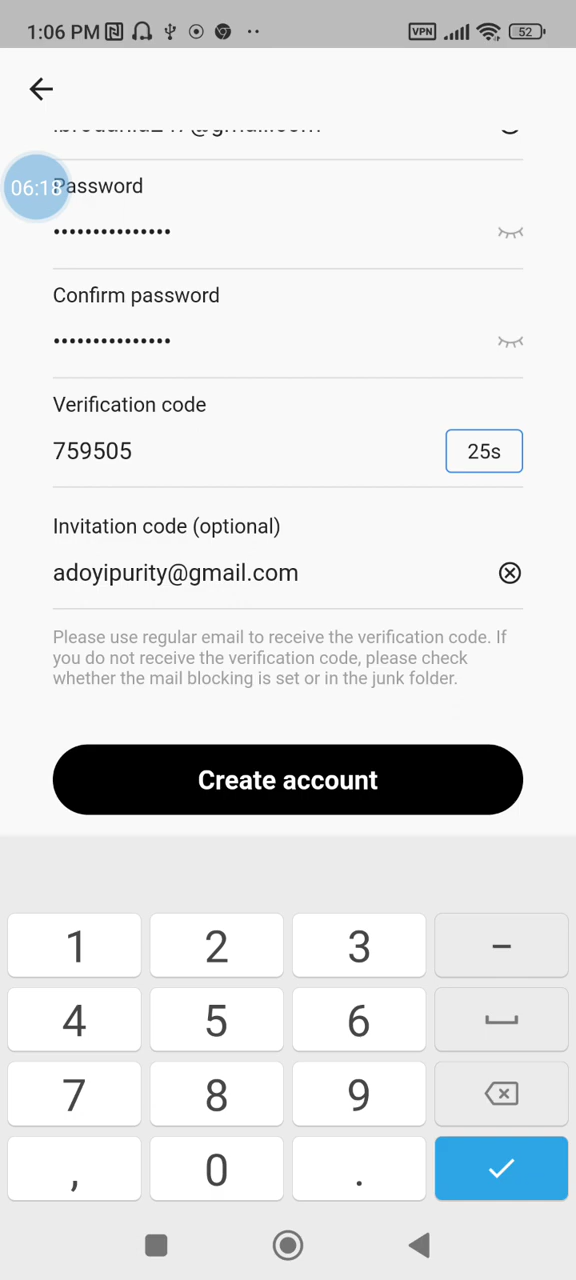 1:06 PM
VPN
52
06:18
Password
•••••••••••••••
Confirm password
•••••••••••••••
Verification code
759505
25s
Invitation code (optional)
adoyipurity@gmail.com
Please use regular email to receive the verification code. If
you do not receive the verification code, please check
whether the mail blocking is set or in the junk folder.
Create account
1 2 3 -
4 5 6
7 8 9
, 0 .